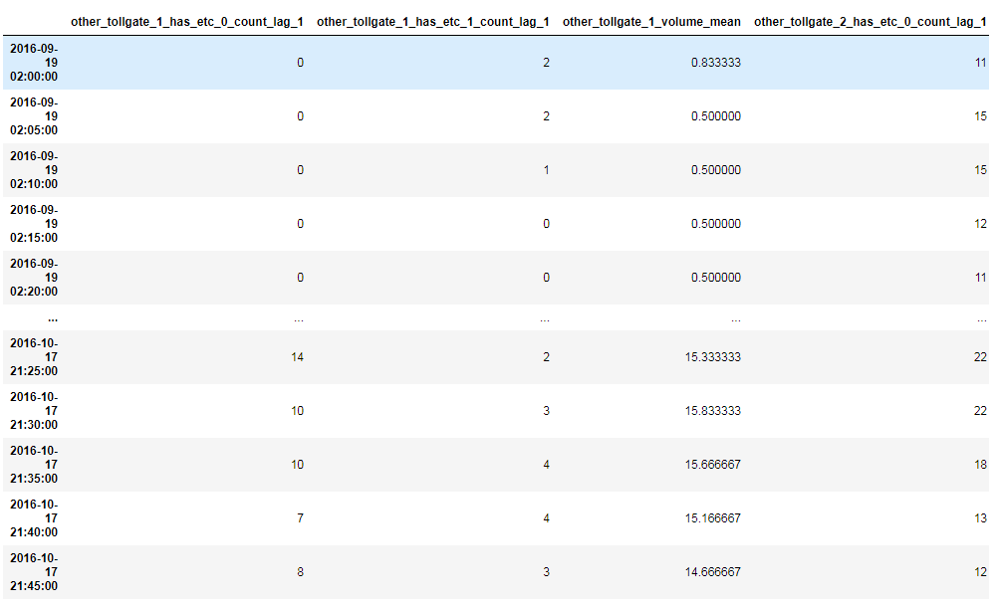 other_tollgate_1_has_etc_0_count_lag_1 other_tollgate_1_has_etc_1_count_lag_1 other_tollgate_1_volume_mean other_tollgate_2_has_etc_0_count_lag_1
2016-09-
19 0 2 0.833333 11
02:00:00
2016-09-
19 0 2 0.500000 15
02:05:00
2016-09-
19 0 1 0.500000 15
02:10:00
2016-09-
19 0 0 0.500000 12
02:15:00
2016-09-
19 0 0 0.500000 11
02:20:00
... ... ... ... ...
2016-10-
17 14 2 15.333333 22
21:25:00
2016-10-
17 10 3 15.833333 22
21:30:00
2016-10-
17 10 4 15.666667 18
21:35:00
2016-10-
17 7 4 15.166667 13
21:40:00
2016-10-
17 8 3 14.666667 12
21:45:00